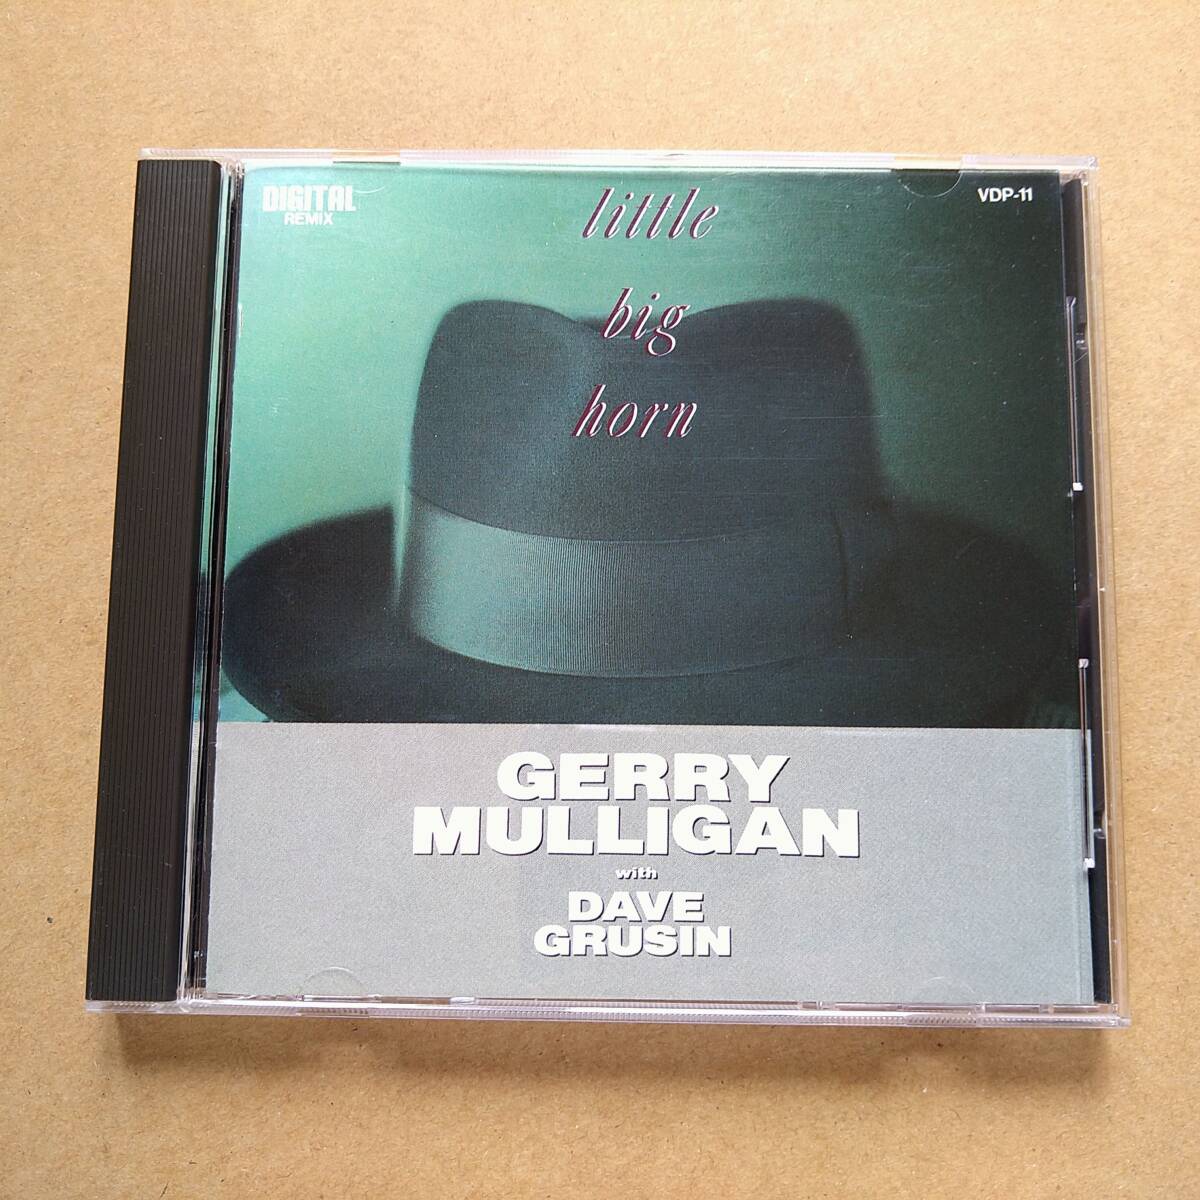 DIGITAL
REMIX
VDP-11
little
big
horn
GERRY
MULLIGAN
with
DAVE
GRUSIN